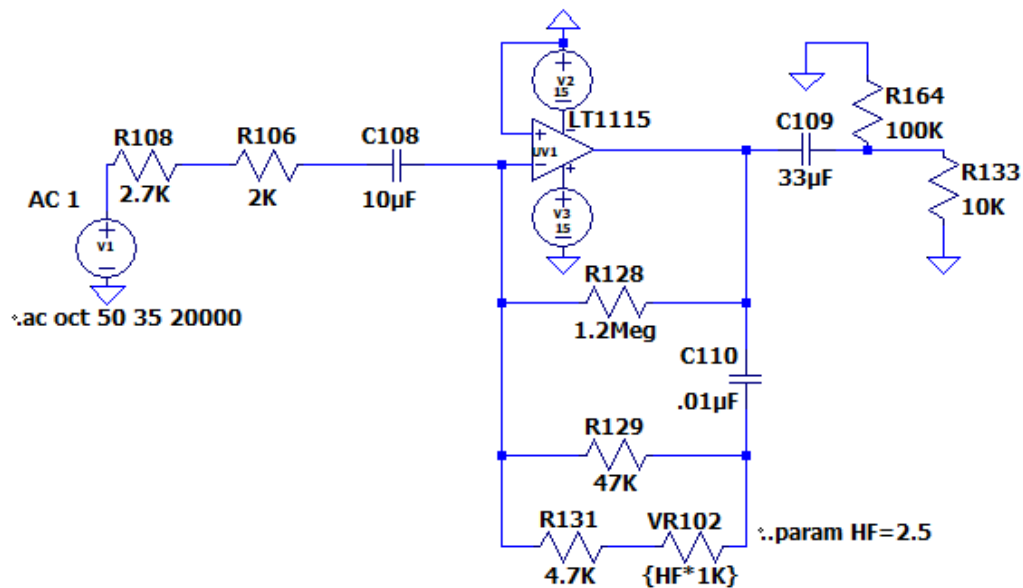 R108
2.7K
R106
2K
C108
10µF
AC 1
+
V1
−
.ac oct 50 35 20000
+
V2
15
−
LT1115
+
UV1
−
−
+
+
V3
15
−
C109
33µF
R164
100K
R133
10K
R128
1.2Meg
C110
.01µF
R129
47K
R131
4.7K
VR102
{HF*1K}
..param HF=2.5